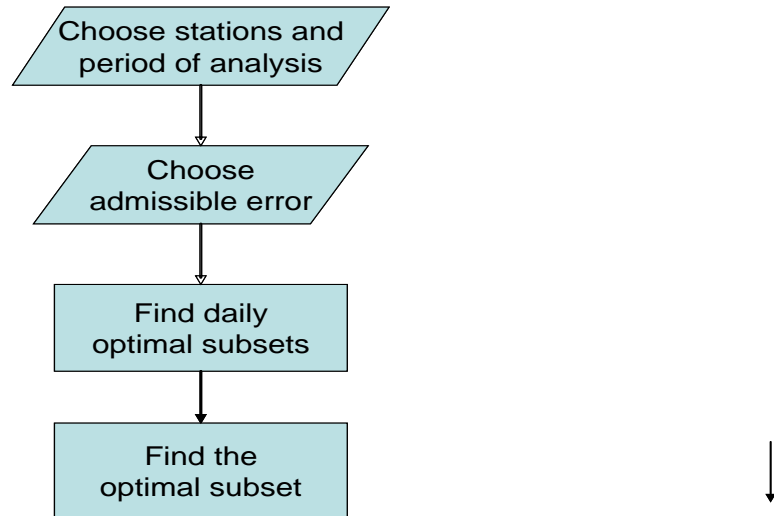 Choose stations and
period of analysis
Choose
admissible error
Find daily
optimal subsets
Find the
optimal subset